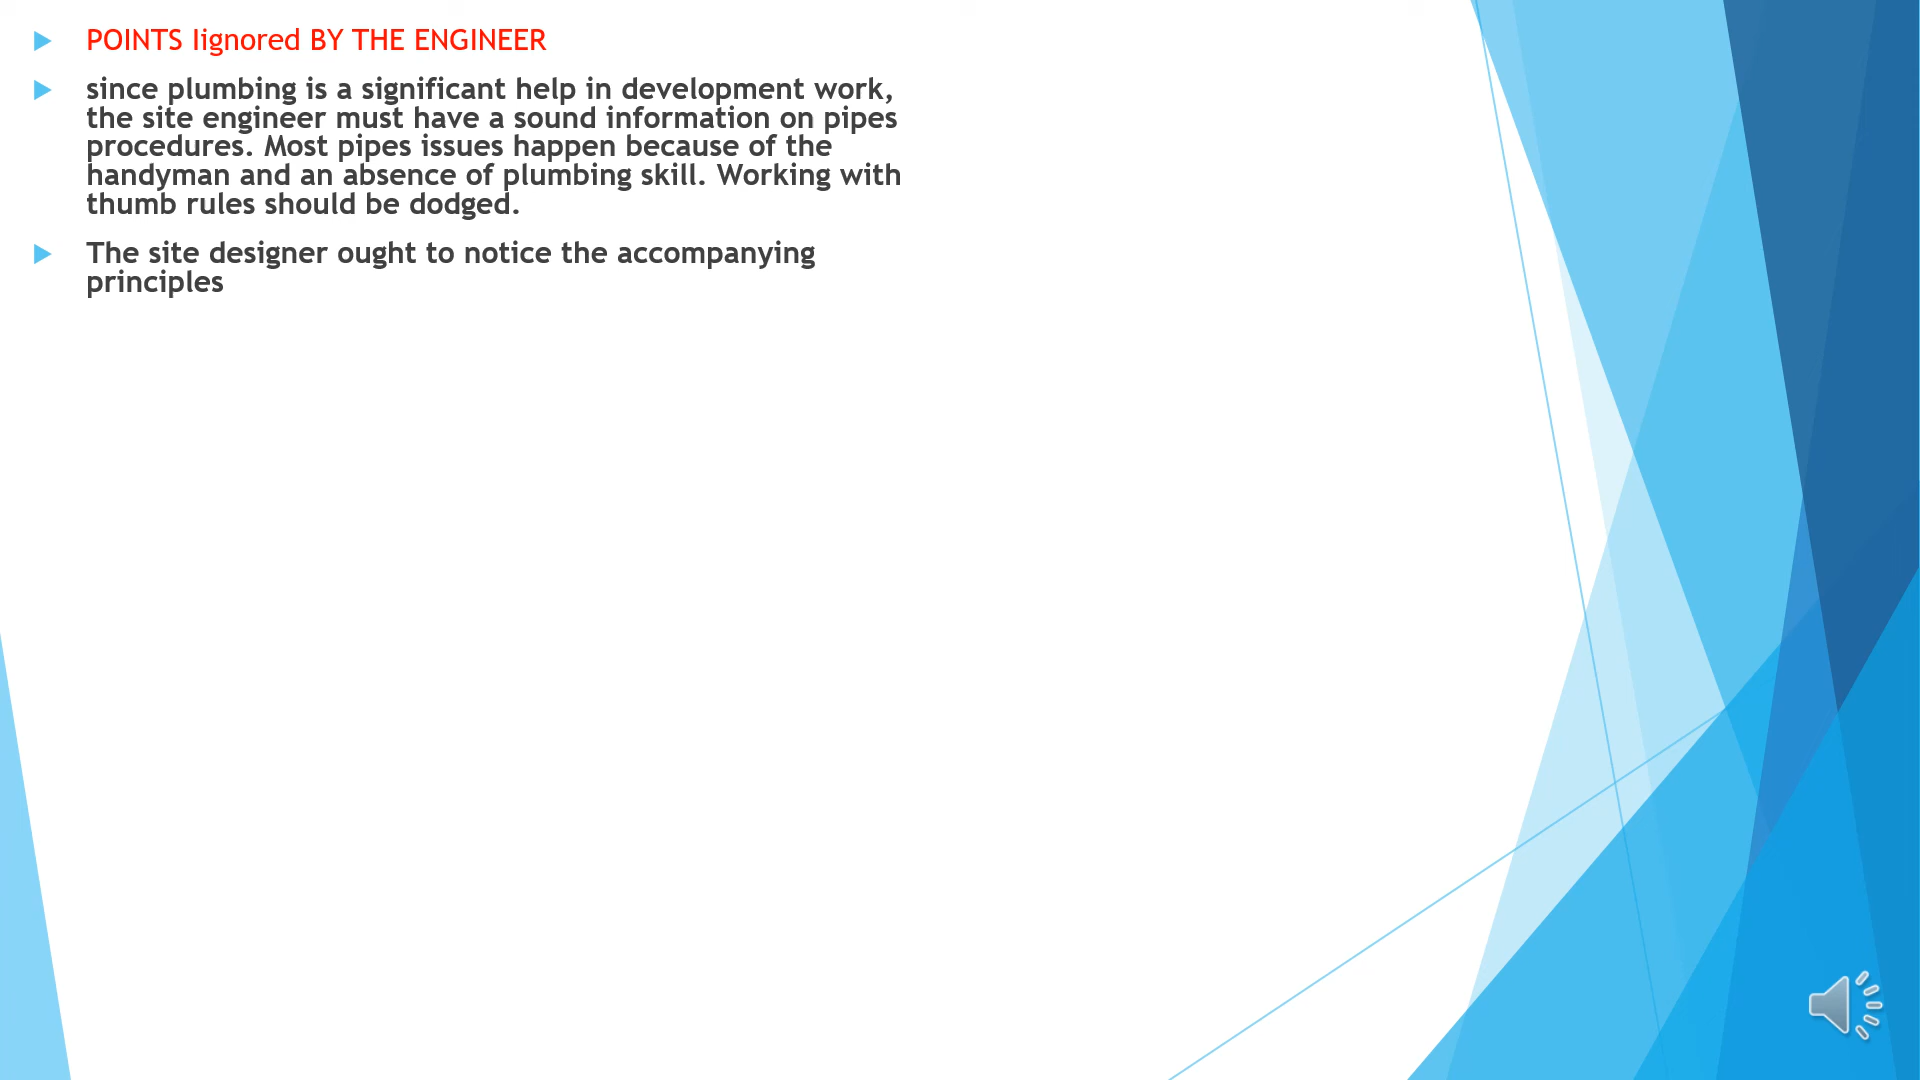 POINTS Iignored BY THE ENGINEER
since plumbing is a significant help in development work,
the site engineer must have a sound information on pipes
procedures. Most pipes issues happen because of the
handyman and an absence of plumbing skill. Working with
thumb rules should be dodged.
The site designer ought to notice the accompanying
principles